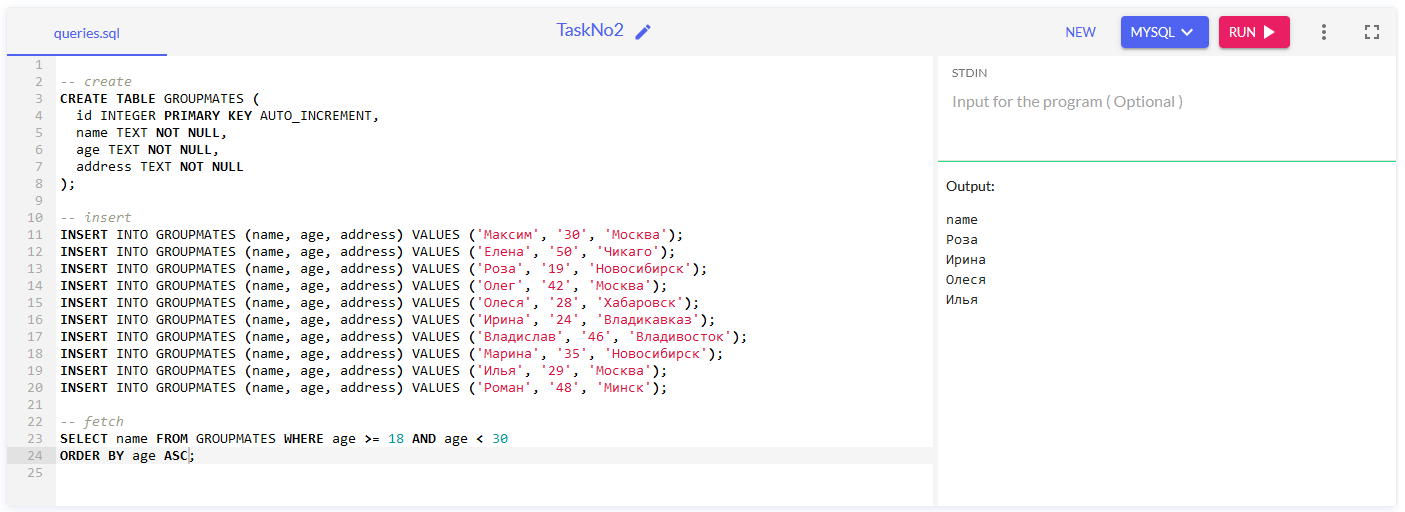 queries.sql
TaskNo2
NEW
MYSQL
RUN
1
2 -- create
3 CREATE TABLE GROUPMATES (
4   id INTEGER PRIMARY KEY AUTO_INCREMENT,
5   name TEXT NOT NULL,
6   age TEXT NOT NULL,
7   address TEXT NOT NULL
8 );
9
10 -- insert
11 INSERT INTO GROUPMATES (name, age, address) VALUES ('Максим', '30', 'Москва');
12 INSERT INTO GROUPMATES (name, age, address) VALUES ('Елена', '50', 'Чикаго');
13 INSERT INTO GROUPMATES (name, age, address) VALUES ('Роза', '19', 'Новосибирск');
14 INSERT INTO GROUPMATES (name, age, address) VALUES ('Олег', '42', 'Москва');
15 INSERT INTO GROUPMATES (name, age, address) VALUES ('Олеся', '28', 'Хабаровск');
16 INSERT INTO GROUPMATES (name, age, address) VALUES ('Ирина', '24', 'Владикавказ');
17 INSERT INTO GROUPMATES (name, age, address) VALUES ('Владислав', '46', 'Владивосток');
18 INSERT INTO GROUPMATES (name, age, address) VALUES ('Марина', '35', 'Новосибирск');
19 INSERT INTO GROUPMATES (name, age, address) VALUES ('Илья', '29', 'Москва');
20 INSERT INTO GROUPMATES (name, age, address) VALUES ('Роман', '48', 'Минск');
21
22 -- fetch
23 SELECT name FROM GROUPMATES WHERE age >= 18 AND age < 30
24 ORDER BY age ASC;
25
STDIN
Input for the program ( Optional )
Output:
name
Роза
Ирина
Олеся
Илья